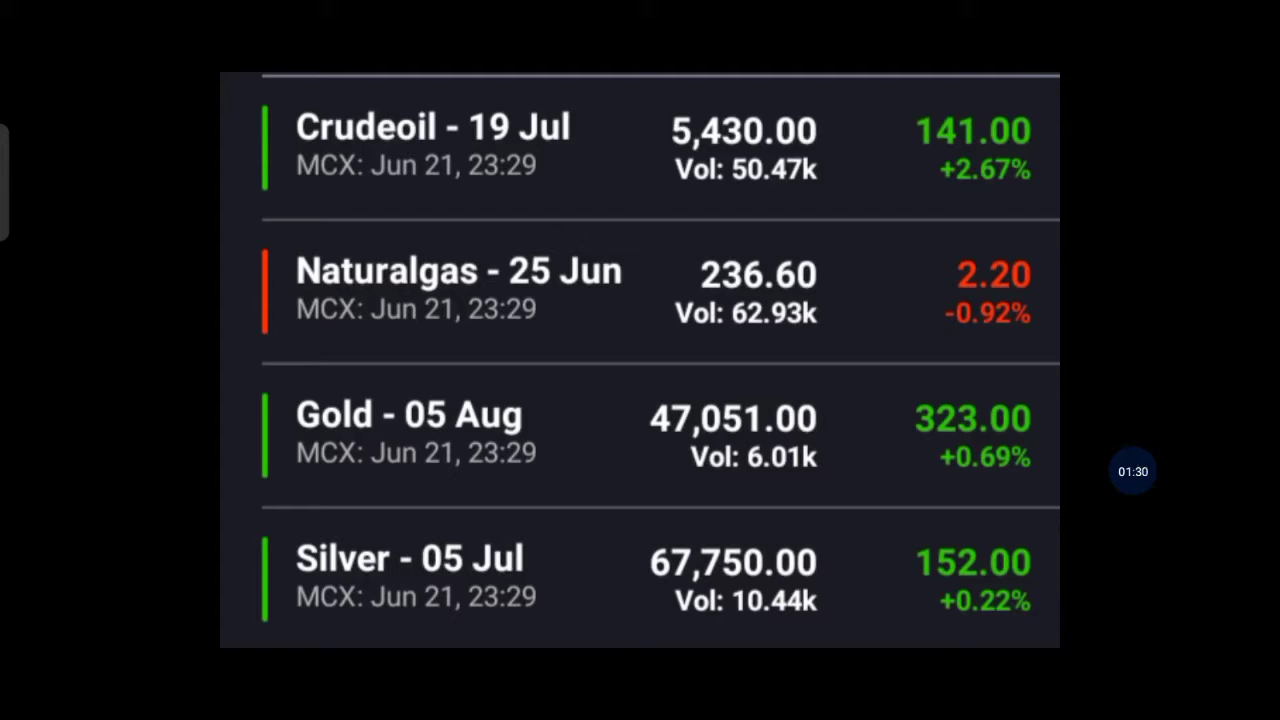 Crudeoil - 19 Jul 5,430.00 141.00
MCX: Jun 21, 23:29 Vol: 50.47k +2.67%
Naturalgas - 25 Jun 236.60 2.20
MCX: Jun 21, 23:29 Vol: 62.93k -0.92%
Gold - 05 Aug 47,051.00 323.00
MCX: Jun 21, 23:29 Vol: 6.01k +0.69%
01:30
Silver - 05 Jul 67,750.00 152.00
MCX: Jun 21, 23:29 Vol: 10.44k +0.22%